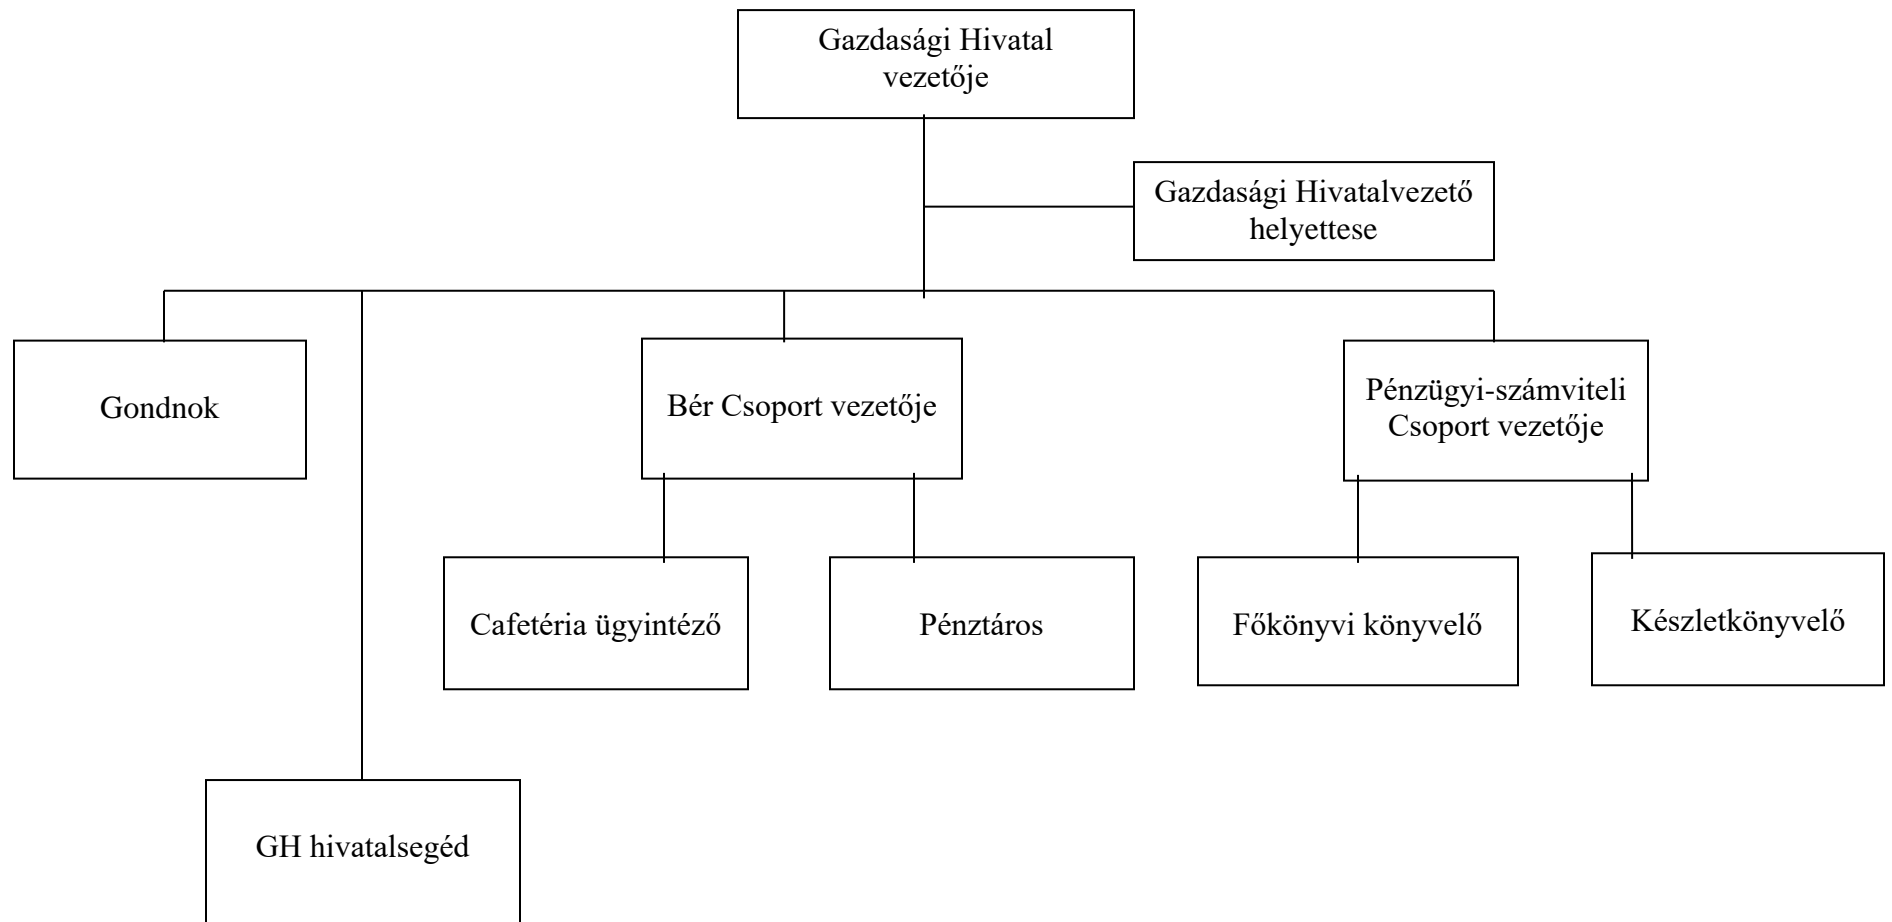 Gazdasági Hivatal
vezetője
Gazdasági Hivatalvezető
helyettese
Gondnok
Bér Csoport vezetője
Pénzügyi-számviteli
Csoport vezetője
Cafetéria ügyintéző
Pénztáros
Főkönyvi könyvelő
Készletkönyvelő
GH hivatalsegéd